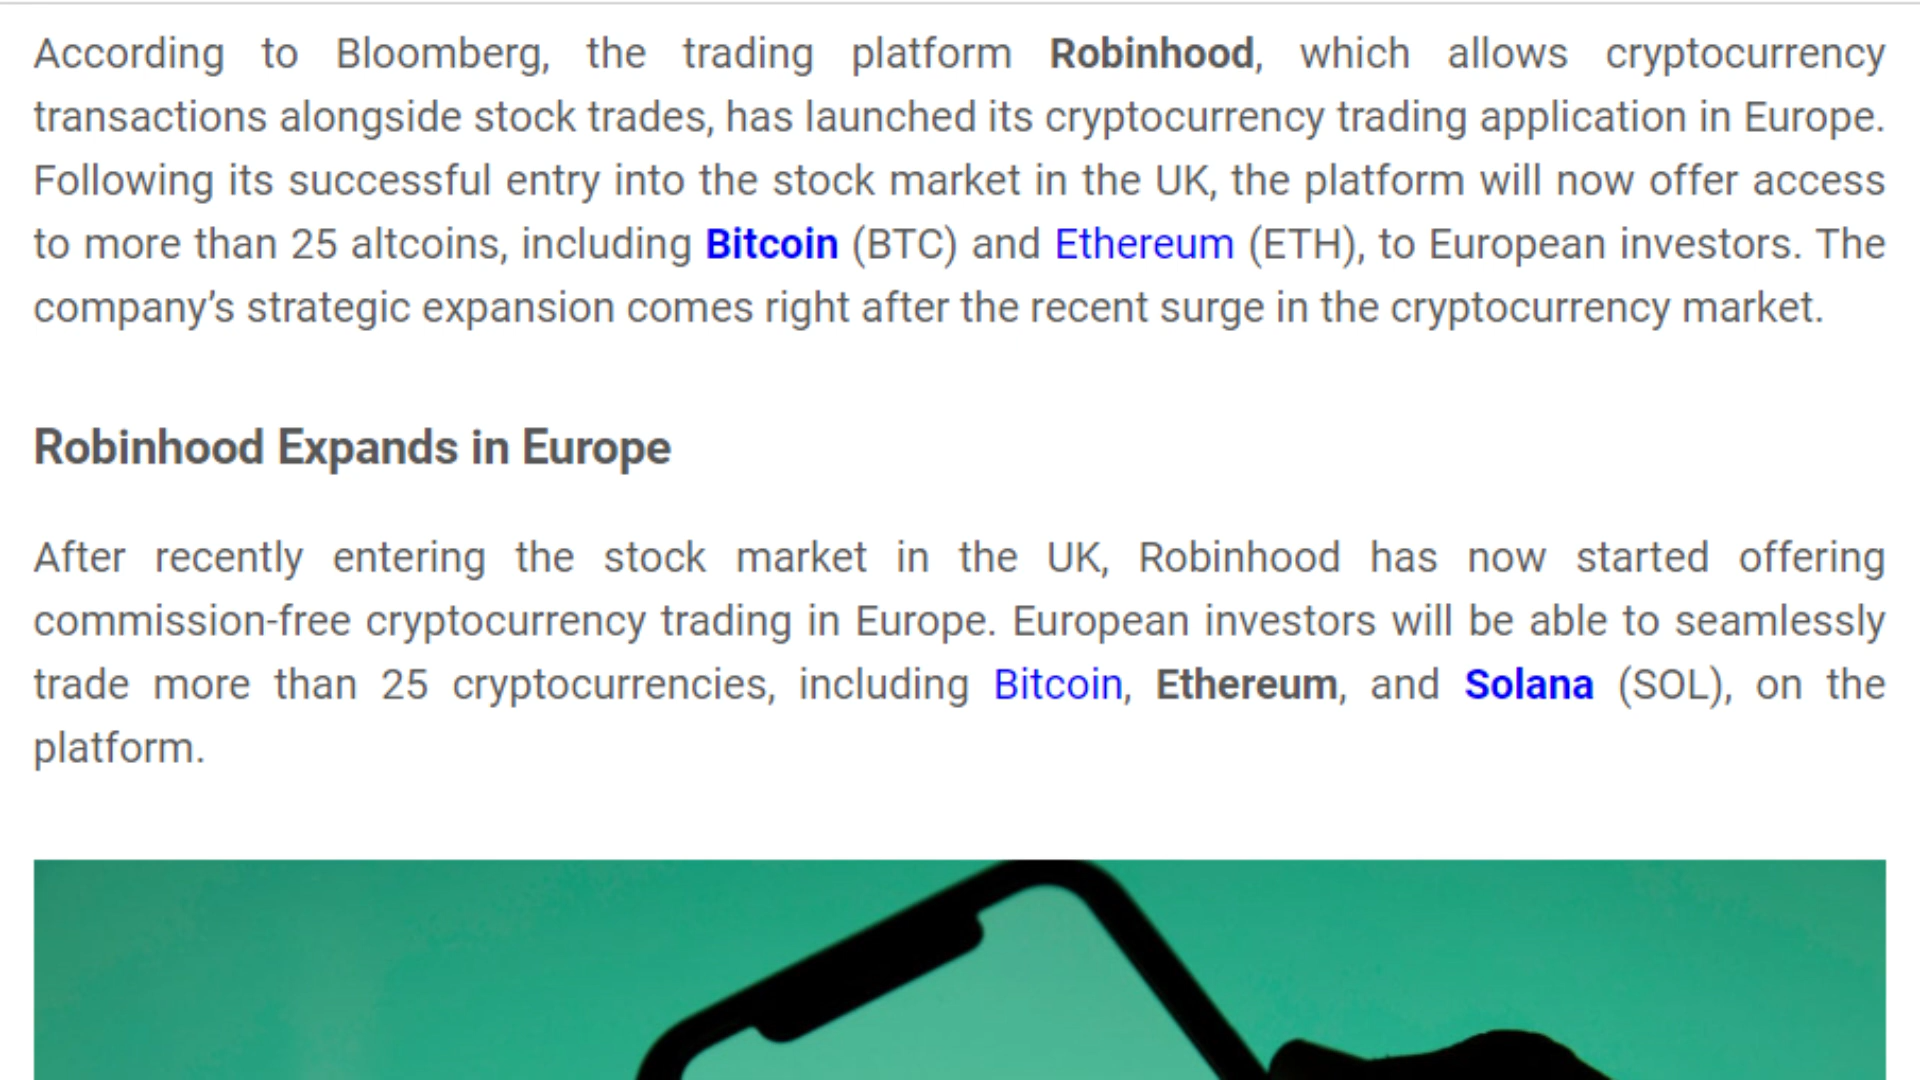 According to Bloomberg, the trading platform Robinhood, which allows cryptocurrency
transactions alongside stock trades, has launched its cryptocurrency trading application in Europe.
Following its successful entry into the stock market in the UK, the platform will now offer access
to more than 25 altcoins, including Bitcoin (BTC) and Ethereum (ETH), to European investors. The
company’s strategic expansion comes right after the recent surge in the cryptocurrency market.
Robinhood Expands in Europe
After recently entering the stock market in the UK, Robinhood has now started offering
commission-free cryptocurrency trading in Europe. European investors will be able to seamlessly
trade more than 25 cryptocurrencies, including Bitcoin, Ethereum, and Solana (SOL), on the
platform.